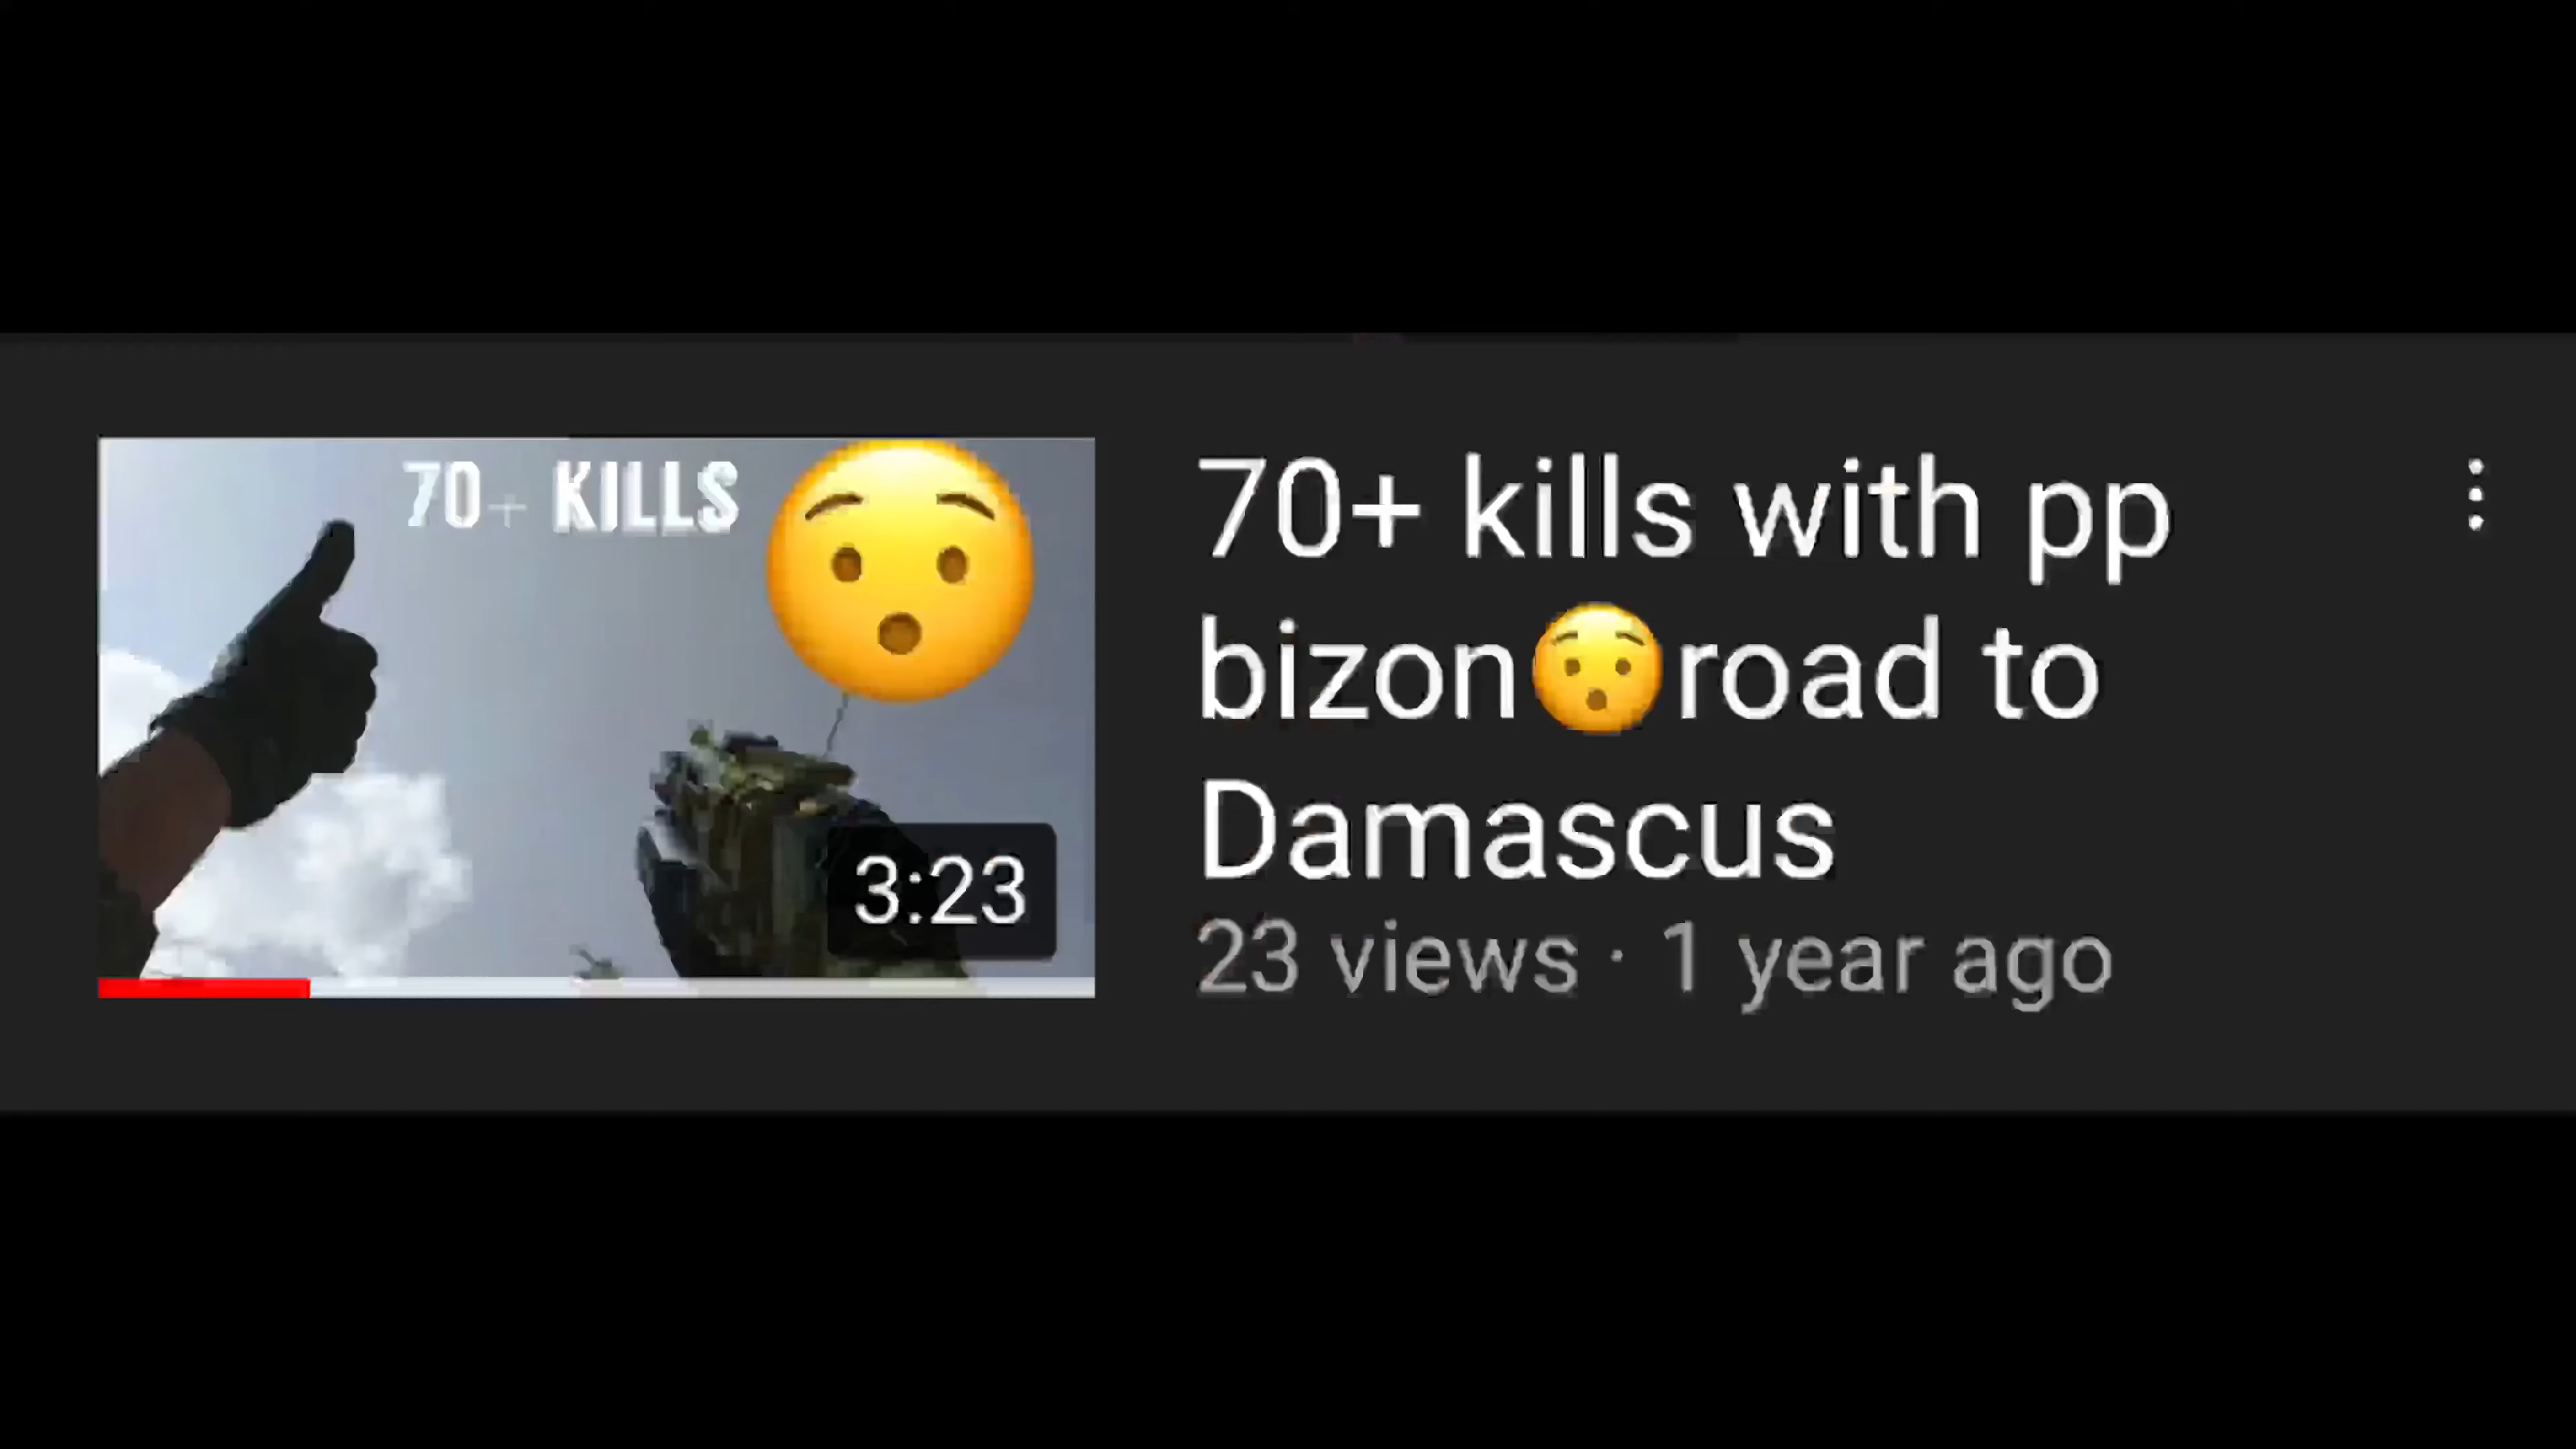 70+ KILLS
3:23
70+ kills with pp
bizon😯road to
Damascus
23 views · 1 year ago